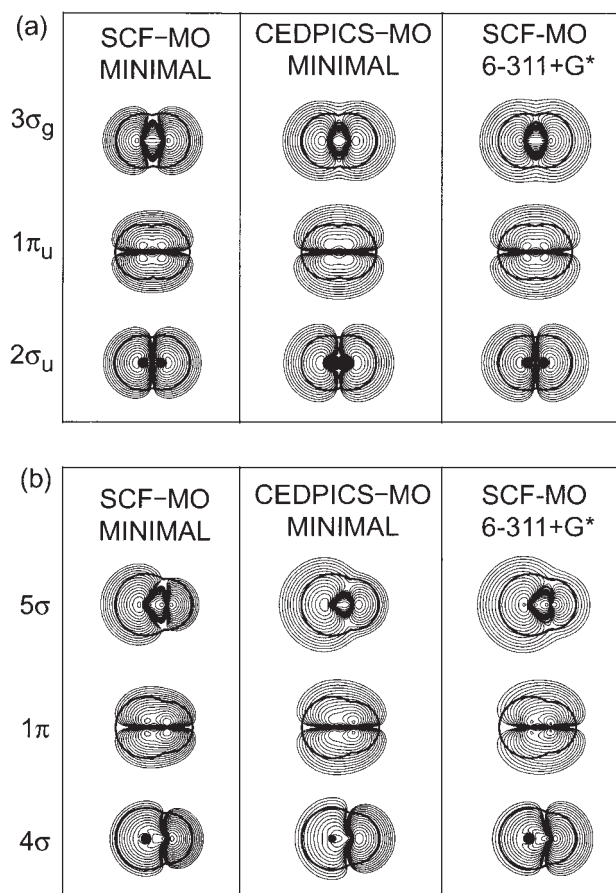 (a)
SCF–MO MINIMAL
CEDPICS–MO MINIMAL
SCF-MO 6-311+G*
3σg
1πu
2σu
(b)
SCF-MO MINIMAL
CEDPICS–MO MINIMAL
SCF-MO 6-311+G*
5σ
1π
4σ